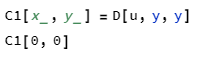 C1[x_, y_] = D[u, y, y]
C1[0, 0]